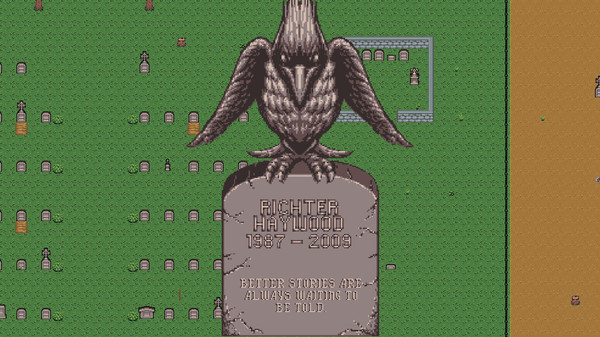 RICHTER
HAYWOOD
1987 - 2009
BETTER STORIES ARE
ALWAYS WAITING TO
BE TOLD